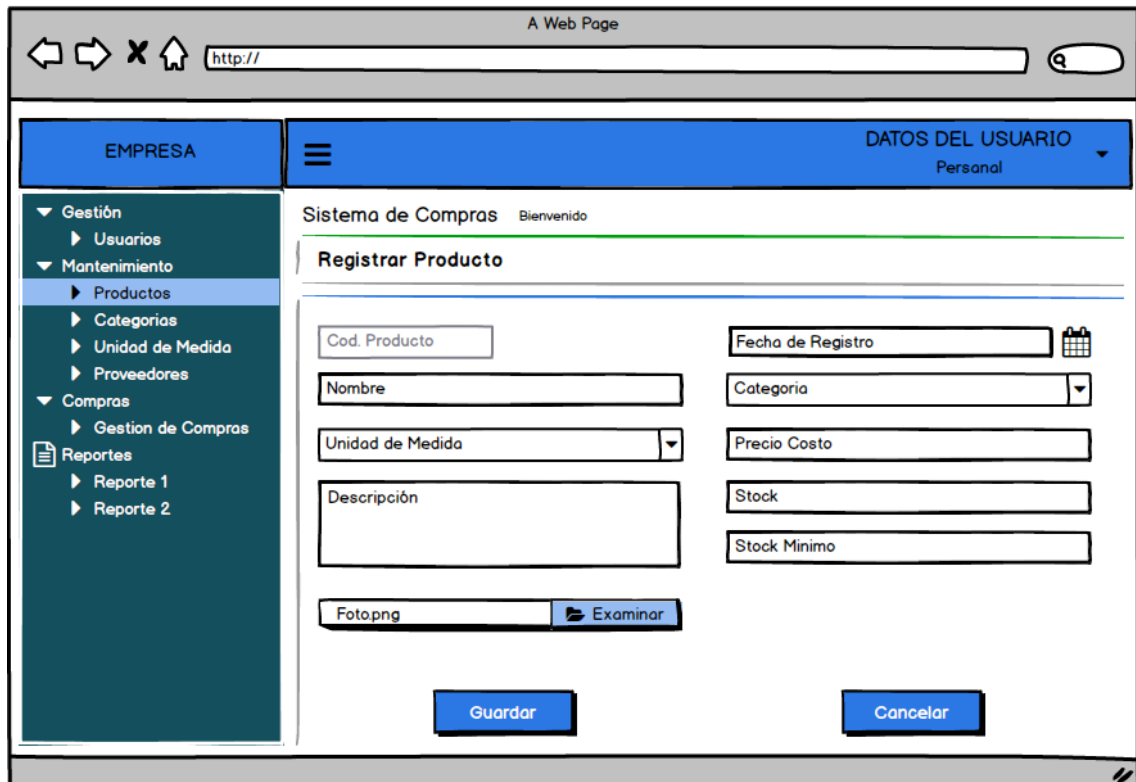 A Web Page
http://
EMPRESA
DATOS DEL USUARIO
Persanal
Gestión
Usuarios
Mantenimiento
Productos
Categorias
Unidad de Medida
Proveedores
Compras
Gestion de Compras
Reportes
Reporte 1
Reporte 2
Sistema de Compras Bienvenido
Registrar Producto
Cod. Producto
Fecha de Registro
Nombre
Categoria
Unidad de Medida
Precio Costo
Descripción
Stock
Stock Minimo
Foto.png
Examinar
Guardar
Cancelar